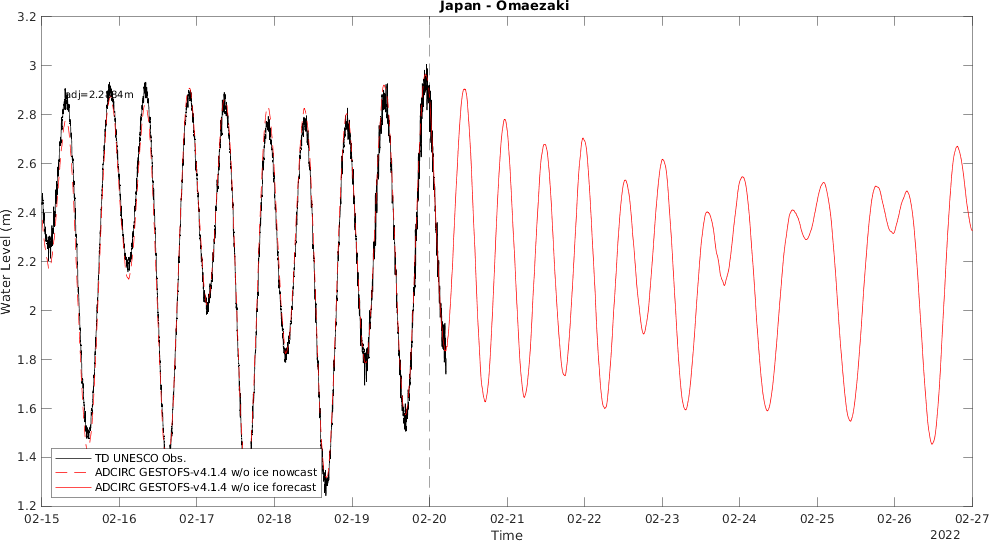 Japan - Omaezaki
3.2
3
2.8
2.6
2.4
2.2
2
1.8
1.6
1.4
1.2
Water Level (m)
TD UNESCO Obs.
ADCIRC GESTOFS-v4.1.4 w/o ice nowcast
ADCIRC GESTOFS-v4.1.4 w/o ice forecast
02-15 02-16 02-17 02-18 02-19 02-20 02-21 02-22 02-23 02-24 02-25 02-26 02-27
Time
2022